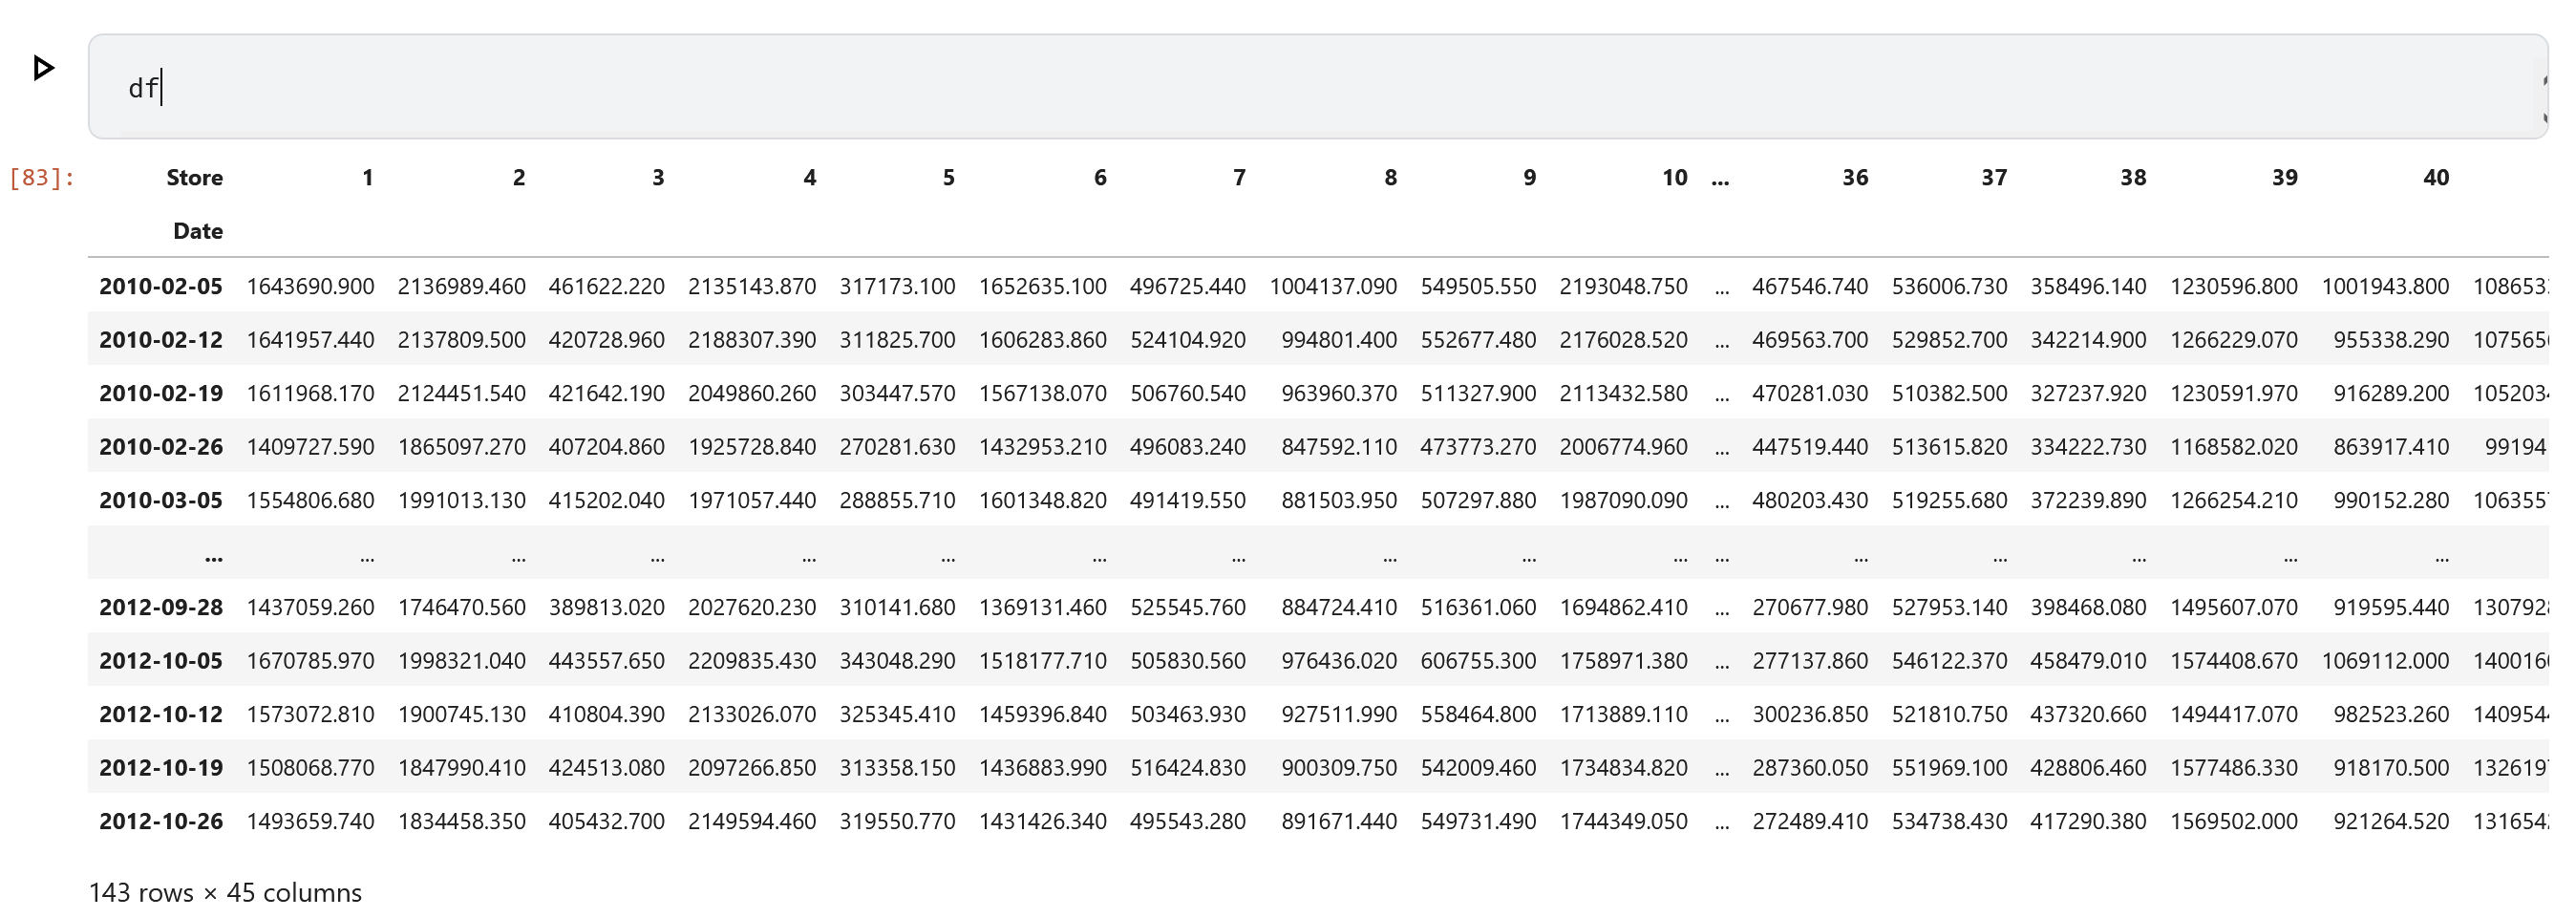 df
[83]: Store 1 2 3 4 5 6 7 8 9 10 ... 36 37 38 39 40
Date
2010-02-05 1643690.900 2136989.460 461622.220 2135143.870 317173.100 1652635.100 496725.440 1004137.090 549505.550 2193048.750 ... 467546.740 536006.730 358496.140 1230596.800 1001943.800
2010-02-12 1641957.440 2137809.500 420728.960 2188307.390 311825.700 1606283.860 524104.920 994801.400 552677.480 2176028.520 ... 469563.700 529852.700 342214.900 1266229.070 955338.290
2010-02-19 1611968.170 2124451.540 421642.190 2049860.260 303447.570 1567138.070 506760.540 963960.370 511327.900 2113432.580 ... 470281.030 510382.500 327237.920 1230591.970 916289.200
2010-02-26 1409727.590 1865097.270 407204.860 1925728.840 270281.630 1432953.210 496083.240 847592.110 473773.270 2006774.960 ... 447519.440 513615.820 334222.730 1168582.020 863917.410
2010-03-05 1554806.680 1991013.130 415202.040 1971057.440 288855.710 1601348.820 491419.550 881503.950 507297.880 1987090.090 ... 480203.430 519255.680 372239.890 1266254.210 990152.280
... ... ... ... ... ... ... ... ... ... ... ... ... ... ... ... ...
2012-09-28 1437059.260 1746470.560 389813.020 2027620.230 310141.680 1369131.460 525545.760 884724.410 516361.060 1694862.410 ... 270677.980 527953.140 398468.080 1495607.070 919595.440
2012-10-05 1670785.970 1998321.040 443557.650 2209835.430 343048.290 1518177.710 505830.560 976436.020 606755.300 1758971.380 ... 277137.860 546122.370 458479.010 1574408.670 1069112.000
2012-10-12 1573072.810 1900745.130 410804.390 2133026.070 325345.410 1459396.840 503463.930 927511.990 558464.800 1713889.110 ... 300236.850 521810.750 437320.660 1494417.070 982523.260
2012-10-19 1508068.770 1847990.410 424513.080 2097266.850 313358.150 1436883.990 516424.830 900309.750 542009.460 1734834.820 ... 287360.050 551969.100 428806.460 1577486.330 918170.500
2012-10-26 1493659.740 1834458.350 405432.700 2149594.460 319550.770 1431426.340 495543.280 891671.440 549731.490 1744349.050 ... 272489.410 534738.430 417290.380 1569502.000 921264.520
143 rows × 45 columns